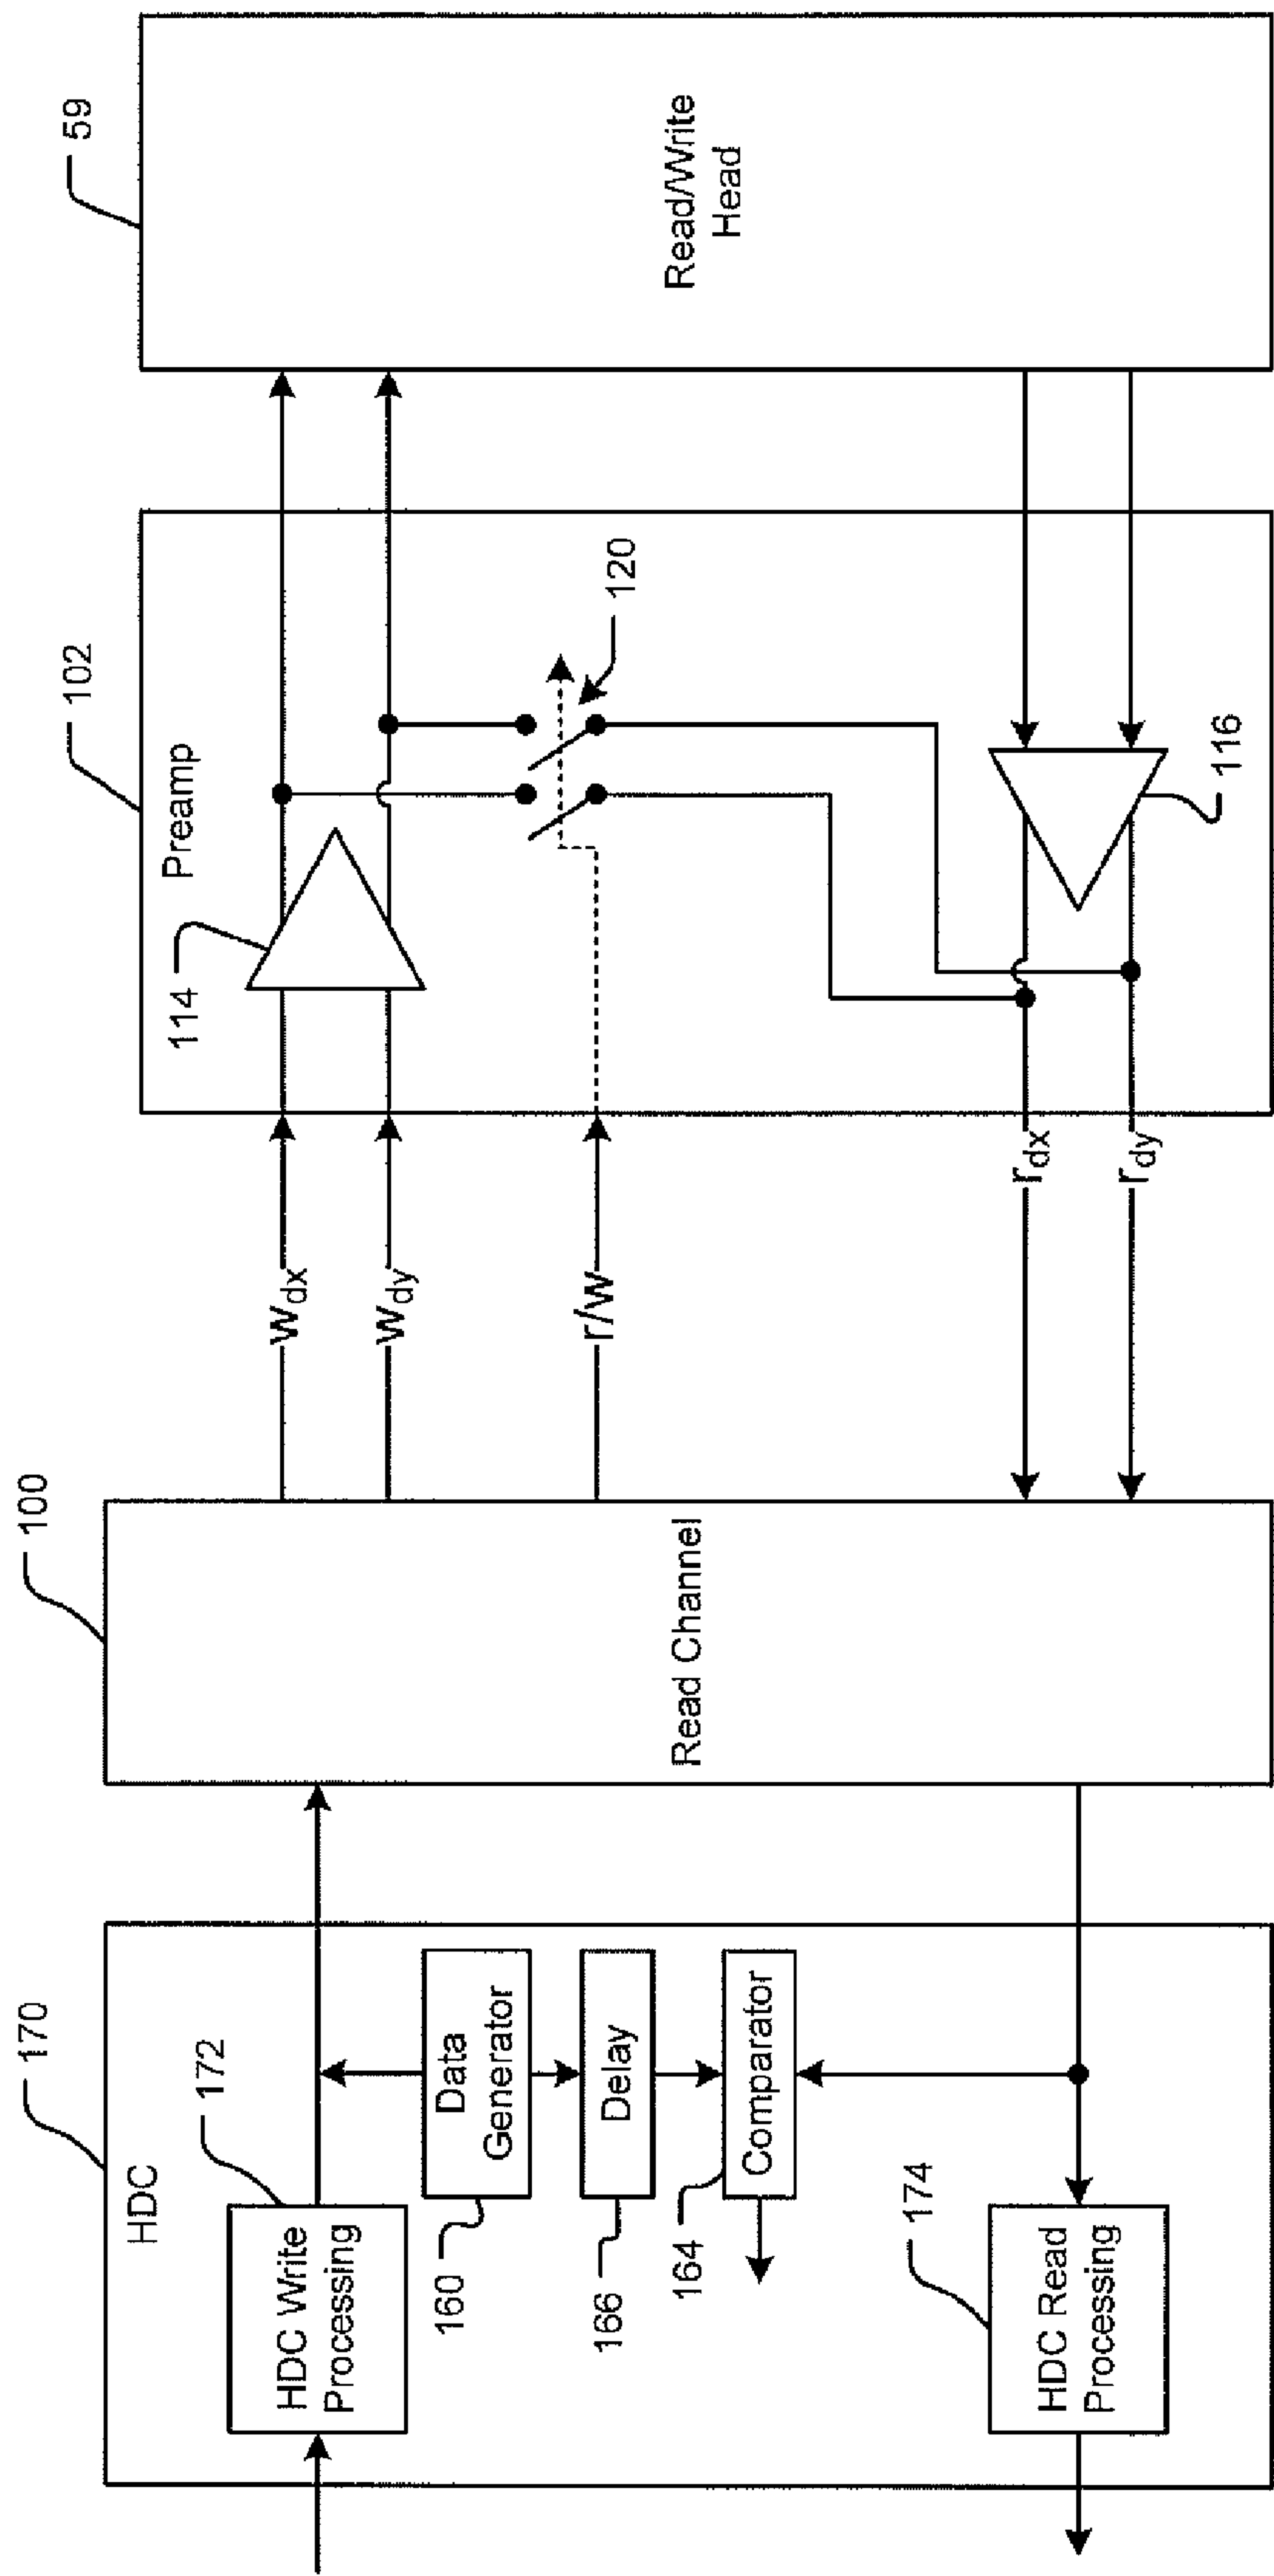 170
HDC
172
HDC Write
Processing
Data
Generator
160
Delay
166
Comparator
164
174
HDC Read
Processing
100
Read Channel
wdx
wdy
r/w
rdx
rdy
102
Preamp
114
120
116
59
Read/Write
Head